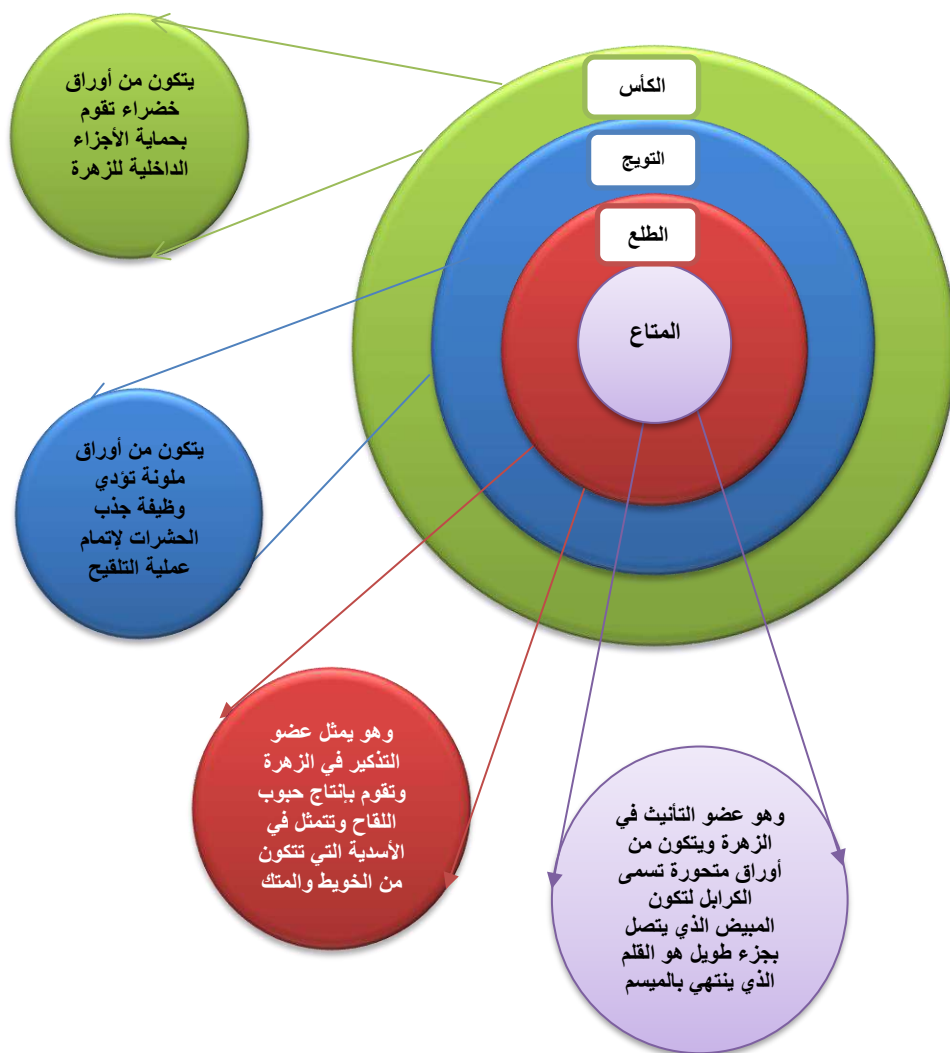 الكأس
التويج
الطلع
المتاع
يتكون من أوراق
خضراء تقوم
بحماية الأجزاء
الداخلية للزهرة
يتكون من أوراق
ملونة تؤدي
وظيفة جذب
الحشرات لإتمام
عملية التلقيح
وهو يمثل عضو
التذكير في الزهرة
وتقوم بإنتاج حبوب
اللقاح وتتمثل في
الأسدية التي تتكون
من الخويط والمتك
وهو عضو التأنيث في
الزهرة ويتكون من
أوراق متحورة تسمى
الكرابل لتكون
المبيض الذي يتصل
بجزء طويل هو القلم
الذي ينتهي بالميسم